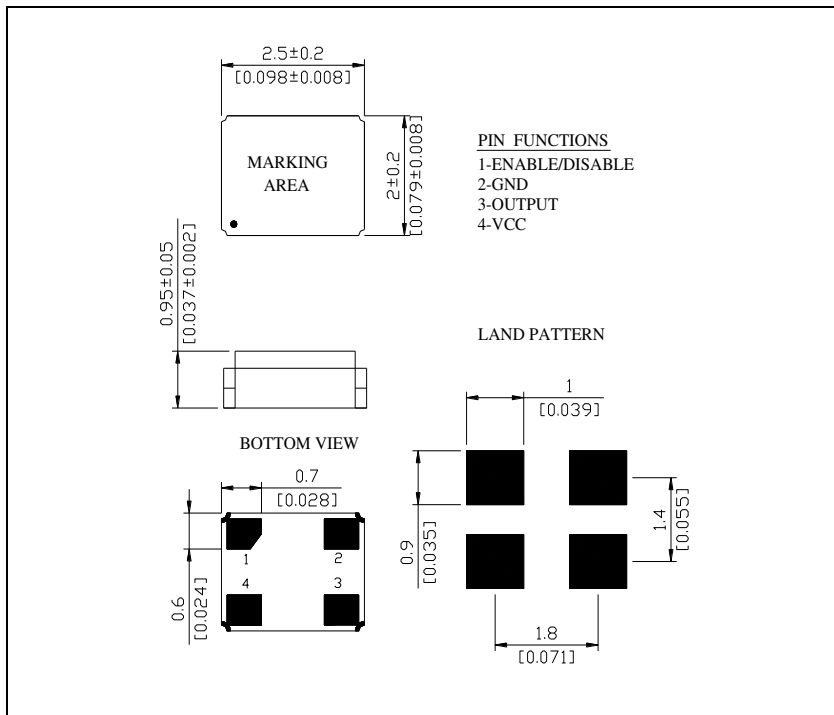 2.5±0.2
[0.098±0.008]
MARKING
AREA
2±0.2
[0.079±0.008]
PIN FUNCTIONS
1-ENABLE/DISABLE
2-GND
3-OUTPUT
4-VCC
0.95±0.05
[0.037±0.002]
LAND PATTERN
1
[0.039]
BOTTOM VIEW
0.7
[0.028]
1
2
4
3
0.6
[0.024]
0.9
[0.035]
1.4
[0.055]
1.8
[0.071]